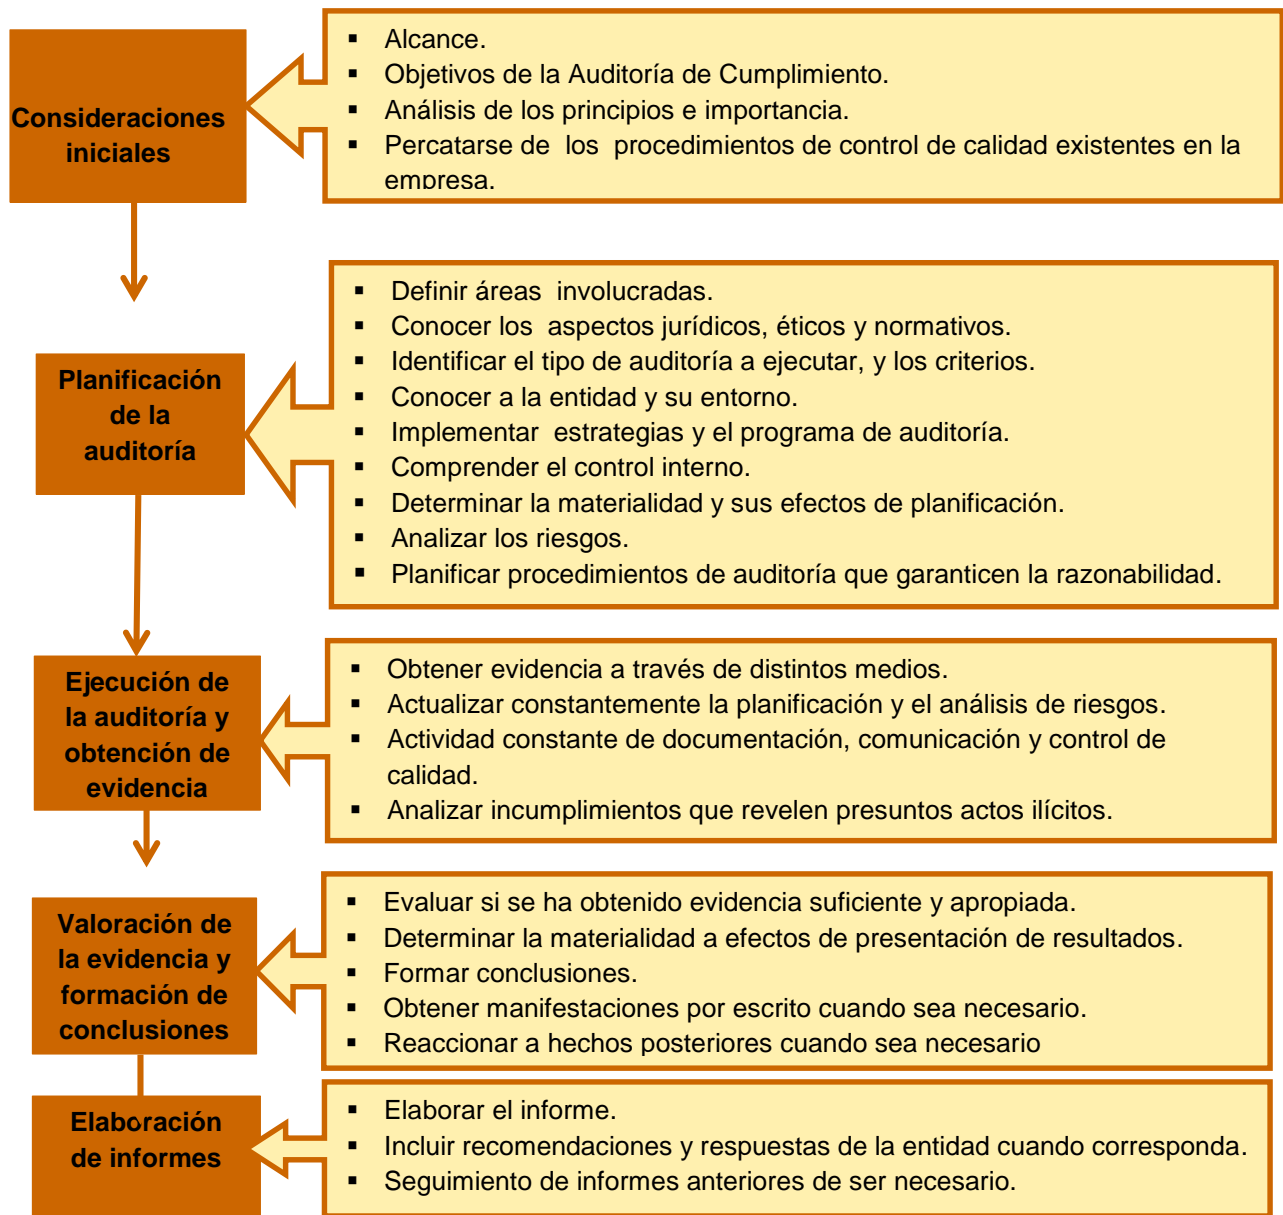 Consideraciones
iniciales
▪ Alcance.
▪ Objetivos de la Auditoría de Cumplimiento.
▪ Análisis de los principios e importancia.
▪ Percatarse de los procedimientos de control de calidad existentes en la
empresa.
Planificación
de la
auditoría
▪ Definir áreas involucradas.
▪ Conocer los aspectos jurídicos, éticos y normativos.
▪ Identificar el tipo de auditoría a ejecutar, y los criterios.
▪ Conocer a la entidad y su entorno.
▪ Implementar estrategias y el programa de auditoría.
▪ Comprender el control interno.
▪ Determinar la materialidad y sus efectos de planificación.
▪ Analizar los riesgos.
▪ Planificar procedimientos de auditoría que garanticen la razonabilidad.
Ejecución de
la auditoría y
obtención de
evidencia
▪ Obtener evidencia a través de distintos medios.
▪ Actualizar constantemente la planificación y el análisis de riesgos.
▪ Actividad constante de documentación, comunicación y control de
calidad.
▪ Analizar incumplimientos que revelen presuntos actos ilícitos.
Valoración de
la evidencia y
formación de
conclusiones
▪ Evaluar si se ha obtenido evidencia suficiente y apropiada.
▪ Determinar la materialidad a efectos de presentación de resultados.
▪ Formar conclusiones.
▪ Obtener manifestaciones por escrito cuando sea necesario.
▪ Reaccionar a hechos posteriores cuando sea necesario
Elaboración
de informes
▪ Elaborar el informe.
▪ Incluir recomendaciones y respuestas de la entidad cuando corresponda.
▪ Seguimiento de informes anteriores de ser necesario.